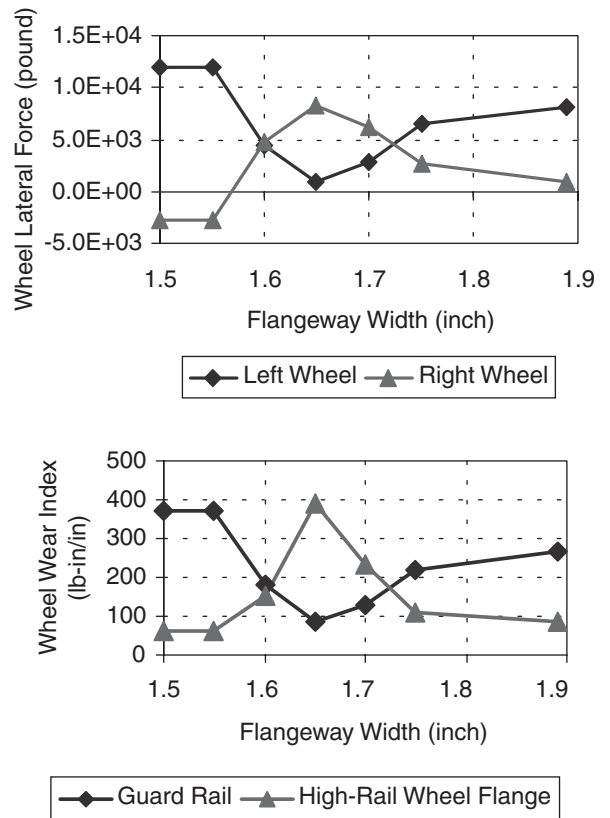 Wheel Lateral Force (pound)
1.5E+04
1.0E+04
5.0E+03
0.0E+00
-5.0E+03
1.5 1.6 1.7 1.8 1.9
Flangeway Width (inch)
Left Wheel Right Wheel
Wheel Wear Index
(lb-in/in)
500
400
300
200
100
0
1.5 1.6 1.7 1.8 1.9
Flangeway Width (inch)
Guard Rail High-Rail Wheel Flange